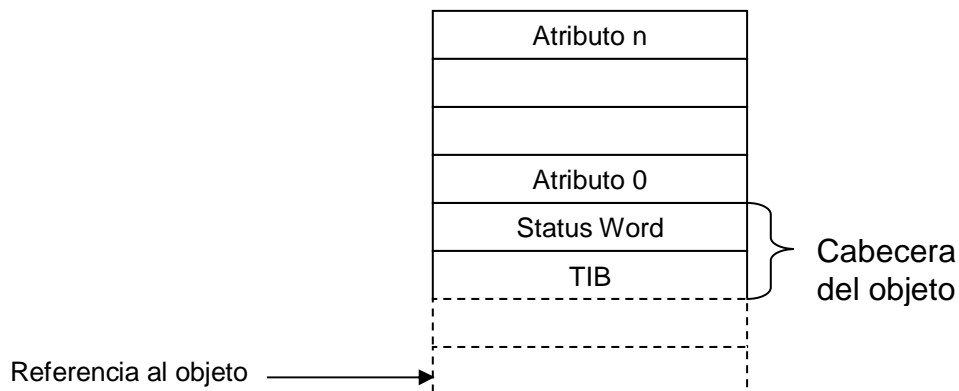 Atributo n
Atributo 0
Status Word
TIB
Cabecera
del objeto
Referencia al objeto